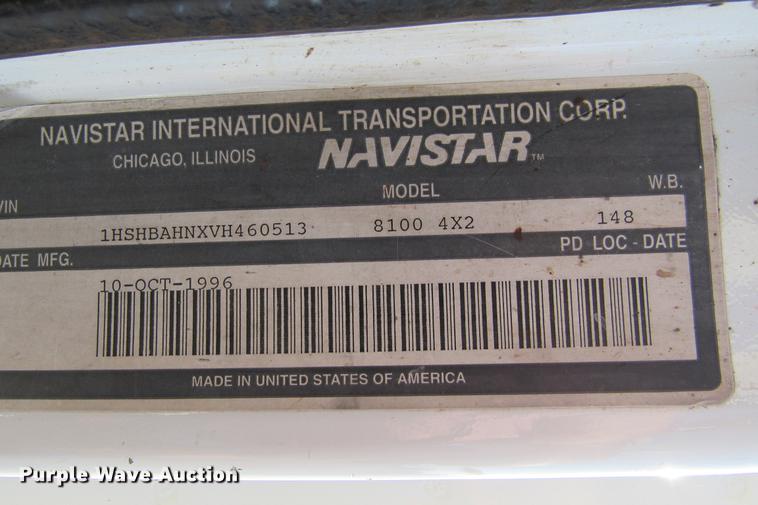 NAVISTAR INTERNATIONAL TRANSPORTATION CORP.
CHICAGO, ILLINOIS NAVISTAR™
VIN MODEL W.B.
1HSHBAHNXVH460513 8100 4X2 148
DATE MFG. PD LOC - DATE
10-OCT-1996
MADE IN UNITED STATES OF AMERICA
Purple Wave Auction